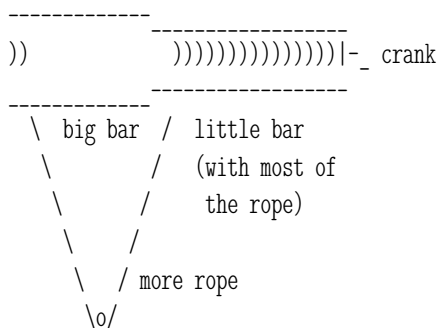 -------------
             ------------------
))             )))))))))))))))|-_ crank
             ------------------
-------------
  \  big bar  /  little bar
   \         /   (with most of
    \       /     the rope)
     \     /
      \   / more rope
       \o/